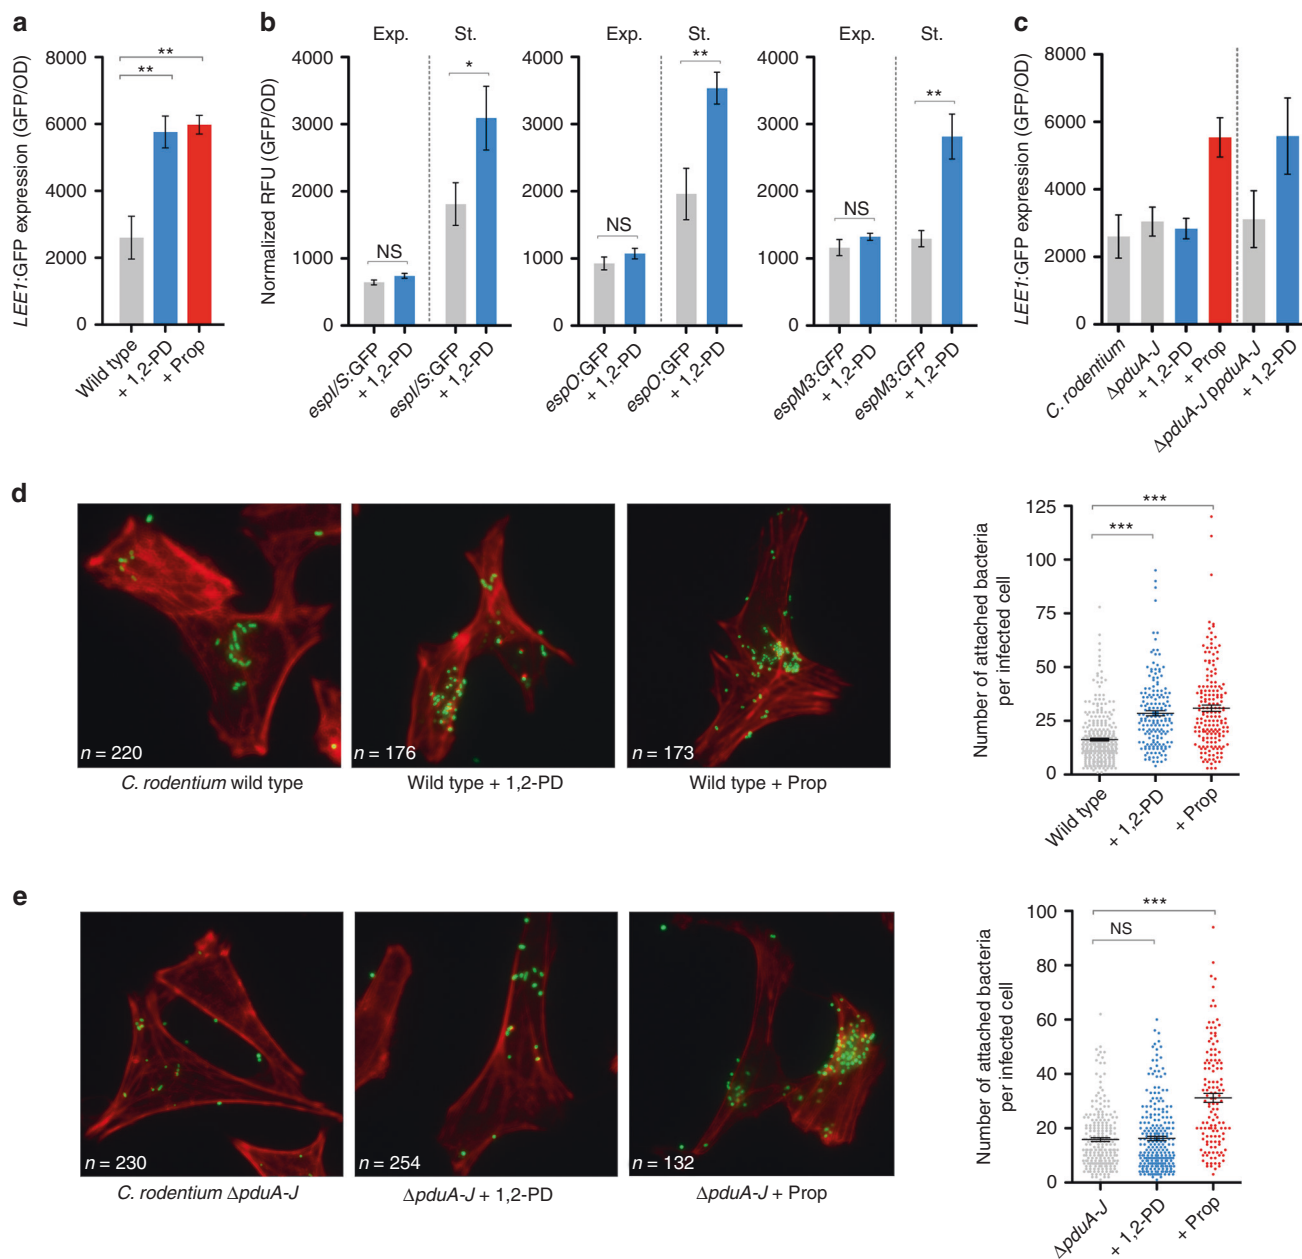 a
8000
6000
4000
2000
0
LEE1:GFP expression (GFP/OD)
**
**
Wild type
+ 1,2-PD
+ Prop
b
Exp.
St.
4000
3000
2000
1000
0
Normalized RFU (GFP/OD)
NS
*
espI/S:GFP
+ 1,2-PD
espI/S:GFP
+ 1,2-PD
Exp.
St.
4000
3000
2000
1000
0
NS
**
espO:GFP
+ 1,2-PD
espO:GFP
+ 1,2-PD
Exp.
St.
4000
3000
2000
1000
0
NS
**
espM3:GFP
+ 1,2-PD
espM3:GFP
+ 1,2-PD
c
8000
6000
4000
2000
0
LEE1:GFP expression (GFP/OD)
C. rodentium
ΔpduA-J
+ 1,2-PD
+ Prop
ΔpduA-J ppduA-J
+ 1,2-PD
d
n = 220
C. rodentium wild type
n = 176
Wild type + 1,2-PD
n = 173
Wild type + Prop
125
100
75
50
25
0
Number of attached bacteria
per infected cell
***
***
Wild type
+ 1,2-PD
+ Prop
e
n = 230
C. rodentium ΔpduA-J
n = 254
ΔpduA-J + 1,2-PD
n = 132
ΔpduA-J + Prop
100
80
60
40
20
0
Number of attached bacteria
per infected cell
***
NS
ΔpduA-J
+ 1,2-PD
+ Prop